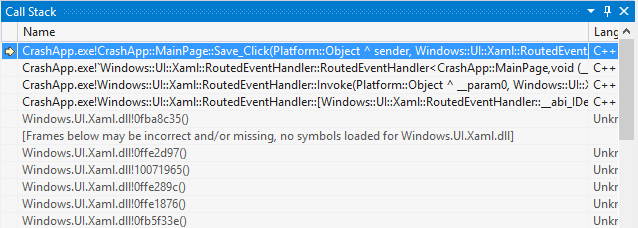 Call Stack
Name Lang
CrashApp.exe!CrashApp::MainPage::Save_Click(Platform::Object ^ sender, Windows::UI::Xaml::RoutedEvent C++
CrashApp.exe!`Windows::UI::Xaml::RoutedEventHandler::RoutedEventHandler<CrashApp::MainPage,void (__ C++
CrashApp.exe!Windows::UI::Xaml::RoutedEventHandler::Invoke(Platform::Object ^ __param0, Windows::UI::X C++
CrashApp.exe!Windows::UI::Xaml::[Windows::UI::Xaml::RoutedEventHandler::__abi_IDe C++
Windows.UI.Xaml.dll!0fba8c35() Unkn
[Frames below may be incorrect and/or missing, no symbols loaded for Windows.UI.Xaml.dll]
Windows.UI.Xaml.dll!0ffe2d97() Unkn
Windows.UI.Xaml.dll!10071965() Unkn
Windows.UI.Xaml.dll!0ffe289c() Unkn
Windows.UI.Xaml.dll!0ffe1876() Unkn
Windows.UI.Xaml.dll!0fb5f33e() Unkn